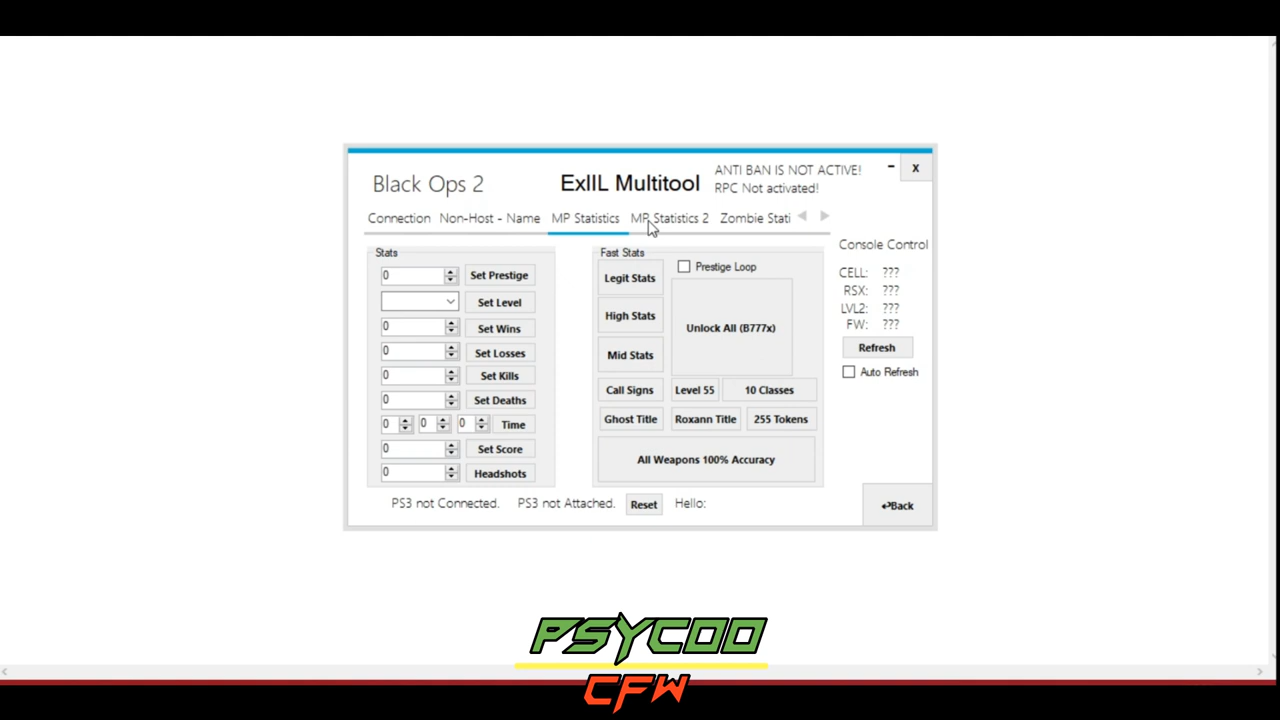 Black Ops 2
ExIIL Multitool
ANTI BAN IS NOT ACTIVE!
RPC Not activated!
x
Connection Non-Host - Name MP Statistics MP Statistics 2 Zombie Stati
Console Control
Stats
0 Set Prestige
Set Level
0 Set Wins
0 Set Losses
0 Set Kills
0 Set Deaths
0 0 0 Time
0 Set Score
0 Headshots
Fast Stats
Legit Stats
Prestige Loop
High Stats
Unlock All (B777x)
Mid Stats
Call Signs Level 55 10 Classes
Ghost Title Roxann Title 255 Tokens
All Weapons 100% Accuracy
CELL: ???
RSX: ???
LVL2: ???
FW: ???
Refresh
Auto Refresh
PS3 not Connected. PS3 not Attached. Reset Hello:
↩Back
PSYCOO
CFW